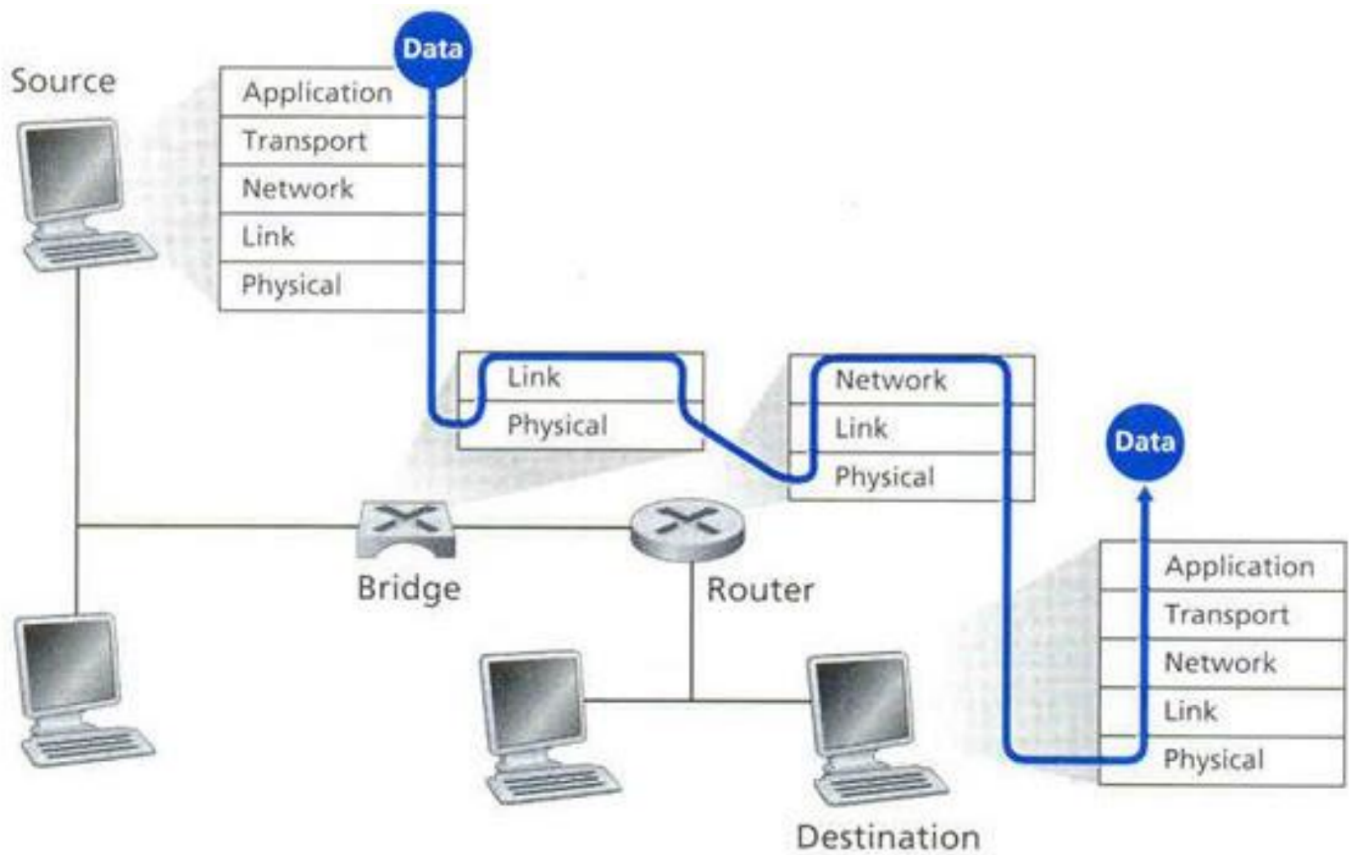 Data
Source
Application
Transport
Network
Link
Physical
Link
Physical
Network
Link
Physical
Data
Bridge
Router
Application
Transport
Network
Link
Physical
Destination